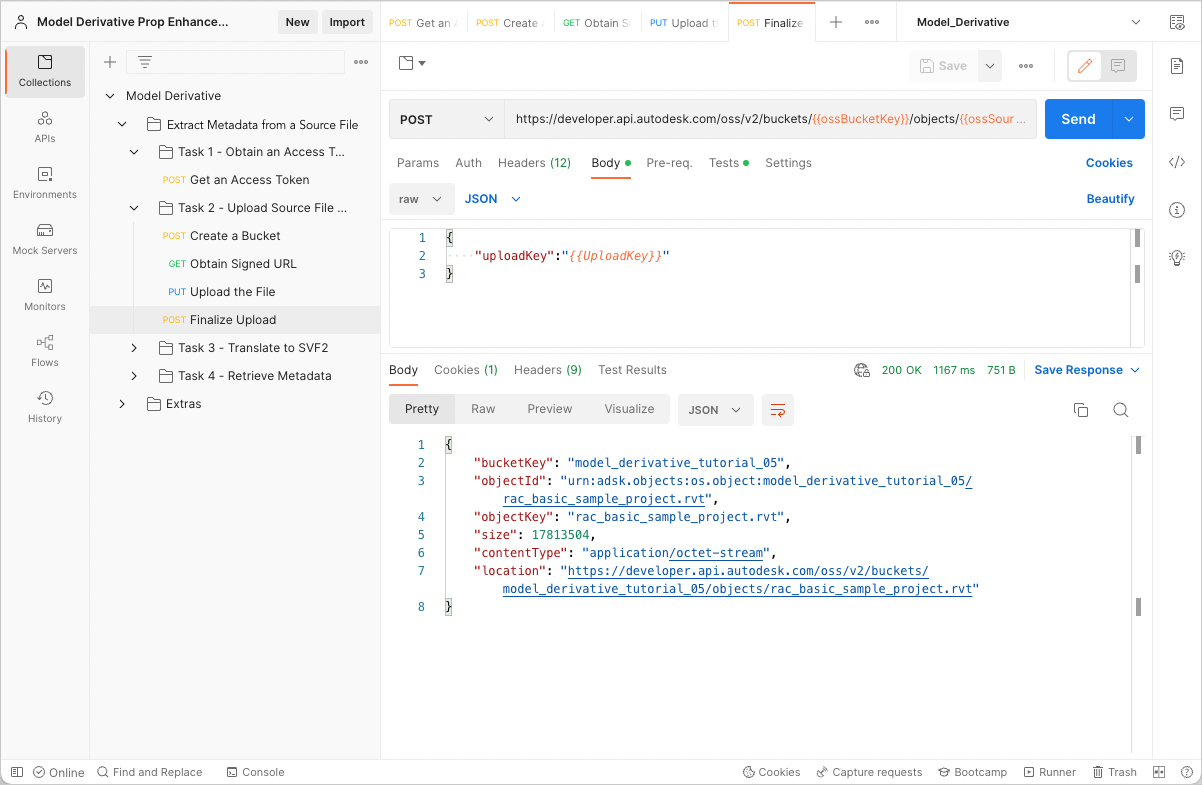 Model Derivative Prop Enhance...
New
Import
POST Get an
POST Create
GET Obtain S
PUT Upload t
POST Finalize
Model_Derivative
Collections
APIs
Environments
Mock Servers
Monitors
Flows
History
Model Derivative
Extract Metadata from a Source File
Task 1 - Obtain an Access T...
POST Get an Access Token
Task 2 - Upload Source File ...
POST Create a Bucket
GET Obtain Signed URL
PUT Upload the File
POST Finalize Upload
Task 3 - Translate to SVF2
Task 4 - Retrieve Metadata
Extras
Save
POST
https://developer.api.autodesk.com/oss/v2/buckets/{{ossBucketKey}}/objects/{{ossSour ...
Send
Params Auth Headers (12) Body Pre-req. Tests Settings
Cookies
raw JSON
Beautify
1 {
2 "uploadKey":"{{UploadKey}}"
3 }
Body Cookies (1) Headers (9) Test Results
200 OK 1167 ms 751 B
Save Response
Pretty Raw Preview Visualize JSON
1 {
2 "bucketKey": "model_derivative_tutorial_05",
3 "objectId": "urn:adsk.objects:os.object:model_derivative_tutorial_05/
rac_basic_sample_project.rvt",
4 "objectKey": "rac_basic_sample_project.rvt",
5 "size": 17813504,
6 "contentType": "application/octet-stream",
7 "location": "https://developer.api.autodesk.com/oss/v2/buckets/
model_derivative_tutorial_05/objects/rac_basic_sample_project.rvt"
8 }
Online
Find and Replace
Console
Cookies
Capture requests
Bootcamp
Runner
Trash